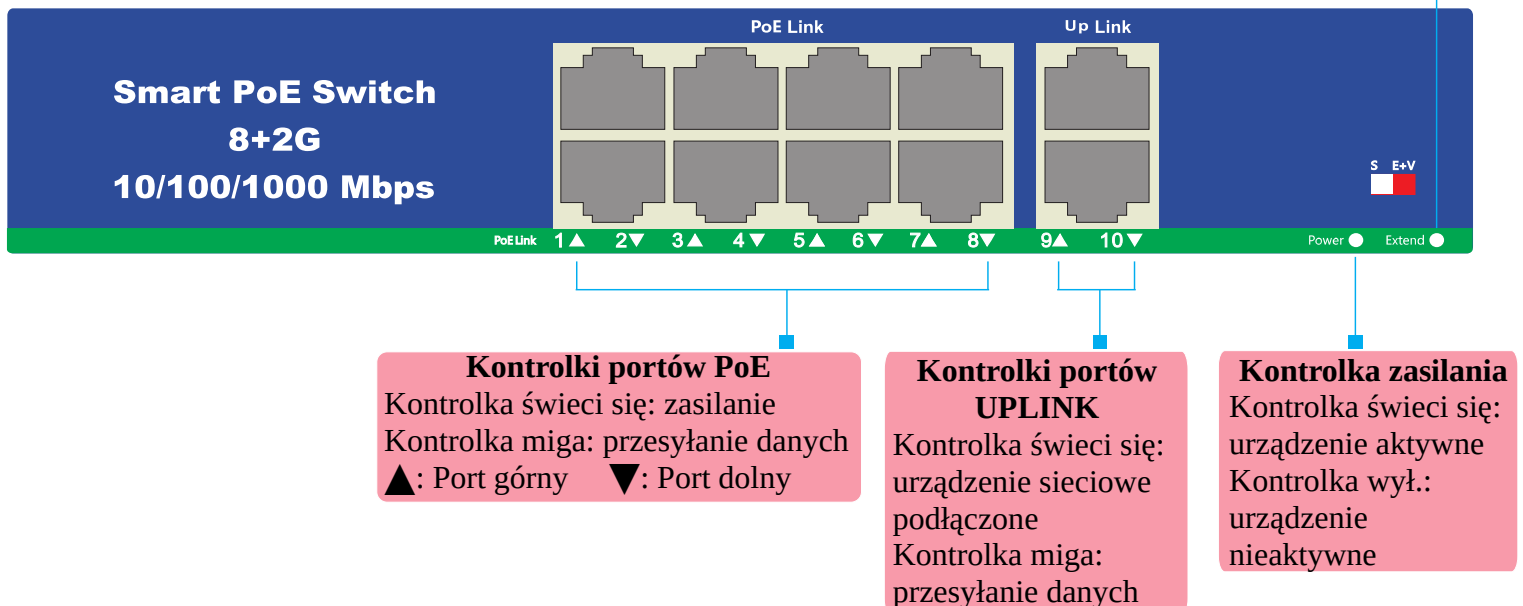 PoE Link
Up Link
Smart PoE Switch
8+2G
10/100/1000 Mbps
S E+V
PoE Link 1▲ 2▼ 3▲ 4▼ 5▲ 6▼ 7▲ 8▼ 9▲ 10▼ Power Extend
Kontrolki portów PoE
Kontrolka świeci się: zasilanie
Kontrolka miga: przesyłanie danych
▲: Port górny ▼: Port dolny
Kontrolki portów
UPLINK
Kontrolka świeci się:
urządzenie sieciowe
podłączone
Kontrolka miga:
przesyłanie danych
Kontrolka zasilania
Kontrolka świeci się:
urządzenie aktywne
Kontrolka wył.:
urządzenie
nieaktywne